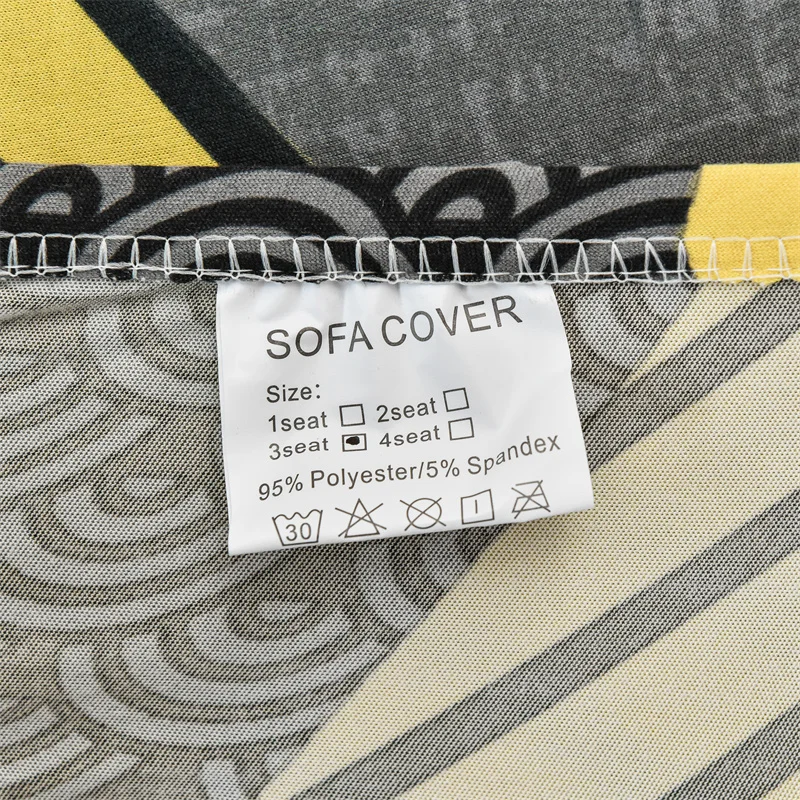 SOFA COVER
Size:
1seat 2seat
3seat 4seat
95% Polyester/5% Spandex
30